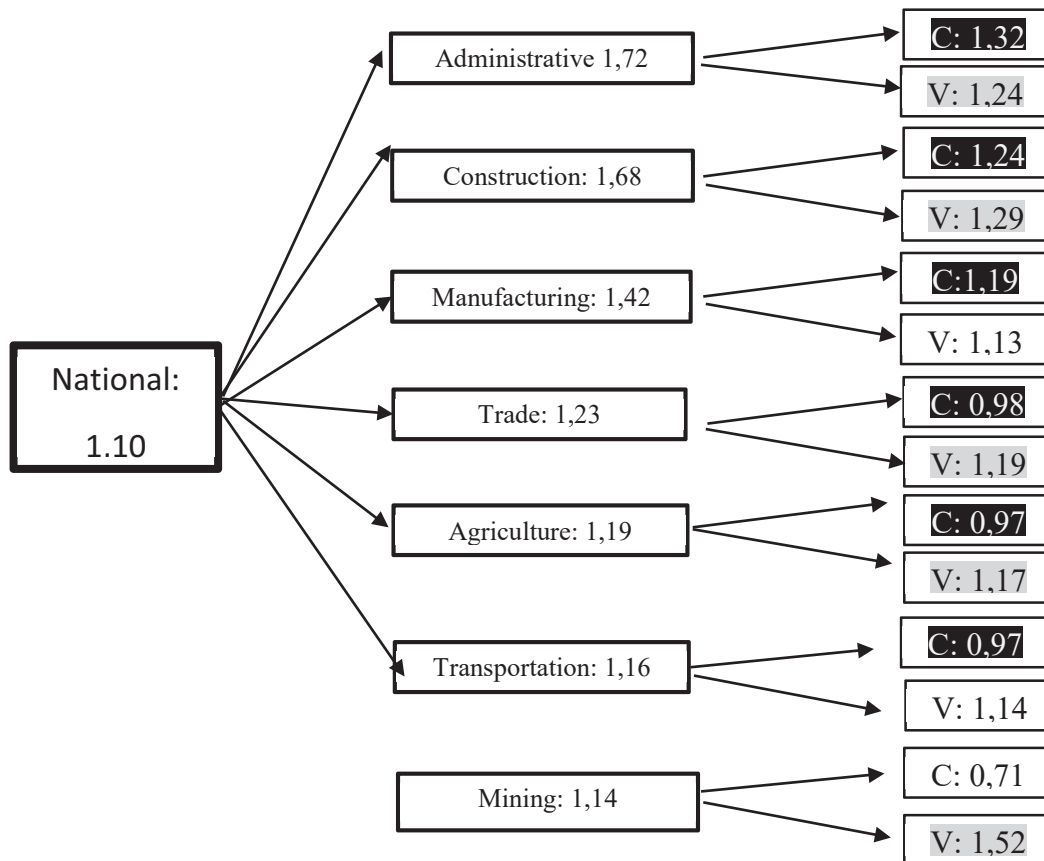 National:
1.10
Administrative 1,72
C: 1,32
V: 1,24
Construction: 1,68
C: 1,24
V: 1,29
Manufacturing: 1,42
C:1,19
V: 1,13
Trade: 1,23
C: 0,98
V: 1,19
Agriculture: 1,19
C: 0,97
V: 1,17
Transportation: 1,16
C: 0,97
V: 1,14
Mining: 1,14
C: 0,71
V: 1,52